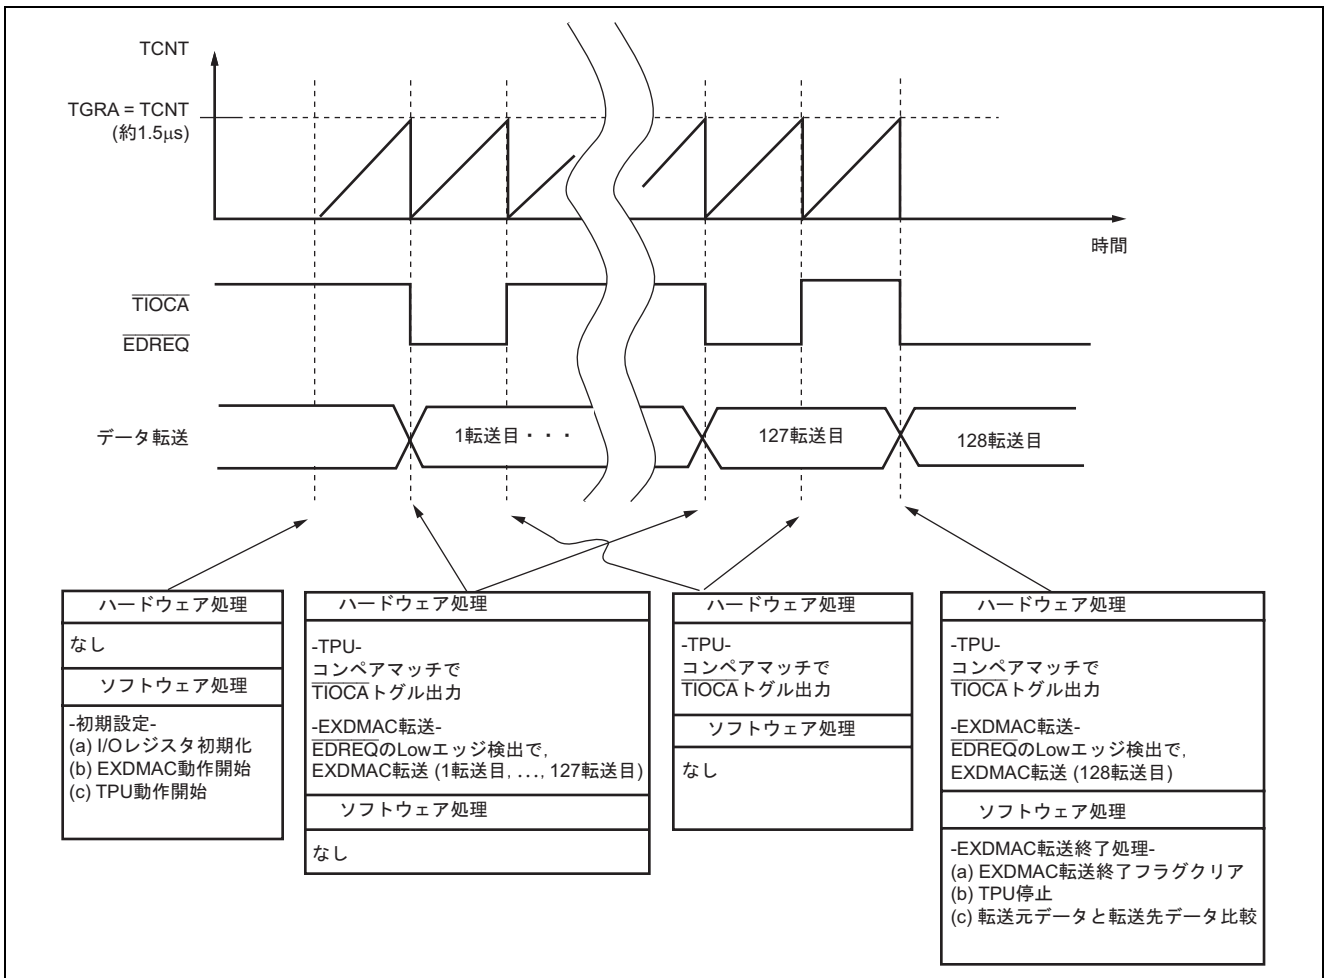 TCNT
TGRA = TCNT
(約1.5μs)
時間
TIOCA
EDREQ
データ転送
1転送目・・・
127転送目
128転送目
ハードウェア処理
なし
ソフトウェア処理
-初期設定-
(a) I/Oレジスタ初期化
(b) EXDMAC動作開始
(c) TPU動作開始
ハードウェア処理
-TPU-
コンペアマッチで
TIOCAトグル出力
-EXDMAC転送-
EDREQのLowエッジ検出で,
EXDMAC転送 (1転送目, ..., 127転送目)
ソフトウェア処理
なし
ハードウェア処理
-TPU-
コンペアマッチで
TIOCAトグル出力
ソフトウェア処理
なし
ハードウェア処理
-TPU-
コンペアマッチで
TIOCAトグル出力
-EXDMAC転送-
EDREQのLowエッジ検出で,
EXDMAC転送 (128転送目)
ソフトウェア処理
-EXDMAC転送終了処理-
(a) EXDMAC転送終了フラグクリア
(b) TPU停止
(c) 転送元データと転送先データ比較